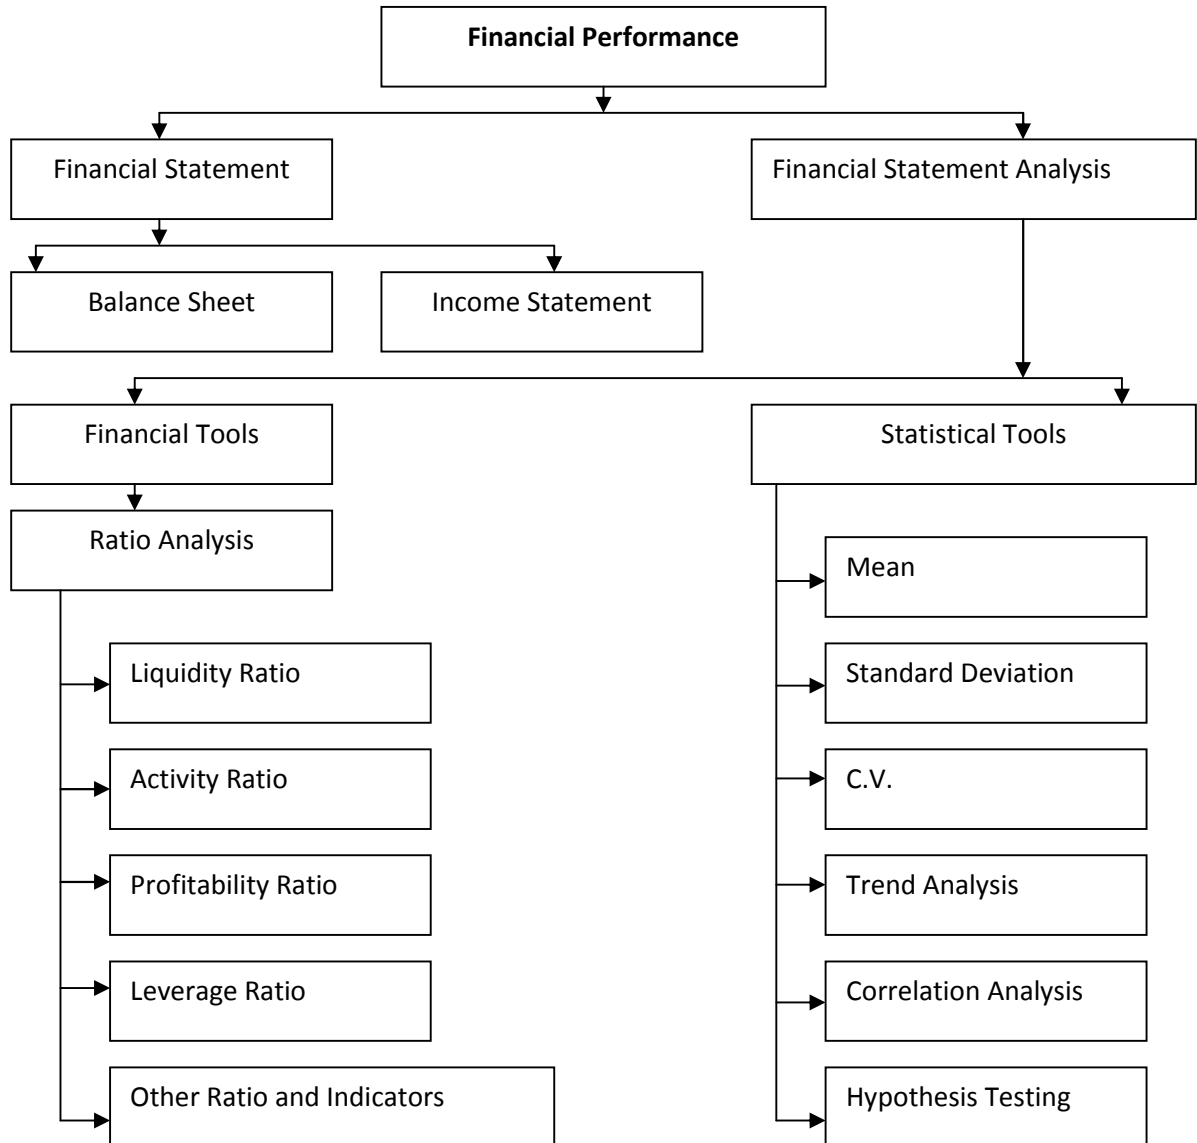 Financial Performance
Financial Statement
Financial Statement Analysis
Balance Sheet
Income Statement
Financial Tools
Statistical Tools
Ratio Analysis
Mean
Liquidity Ratio
Standard Deviation
Activity Ratio
C.V.
Profitability Ratio
Trend Analysis
Leverage Ratio
Correlation Analysis
Other Ratio and Indicators
Hypothesis Testing